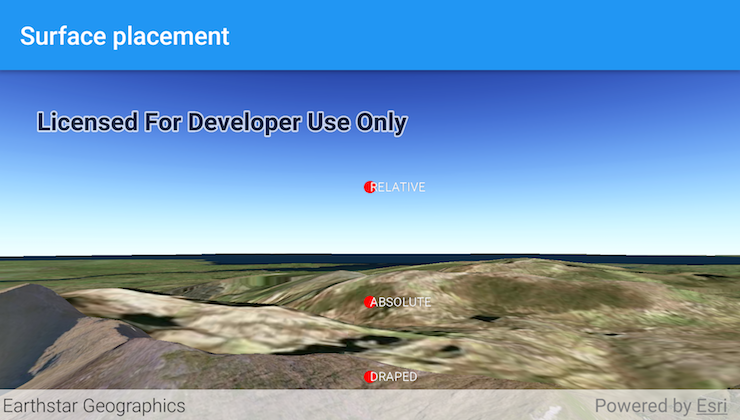 Surface placement
Licensed For Developer Use Only
RELATIVE
ABSOLUTE
DRAPED
Earthstar Geographics
Powered by Esri